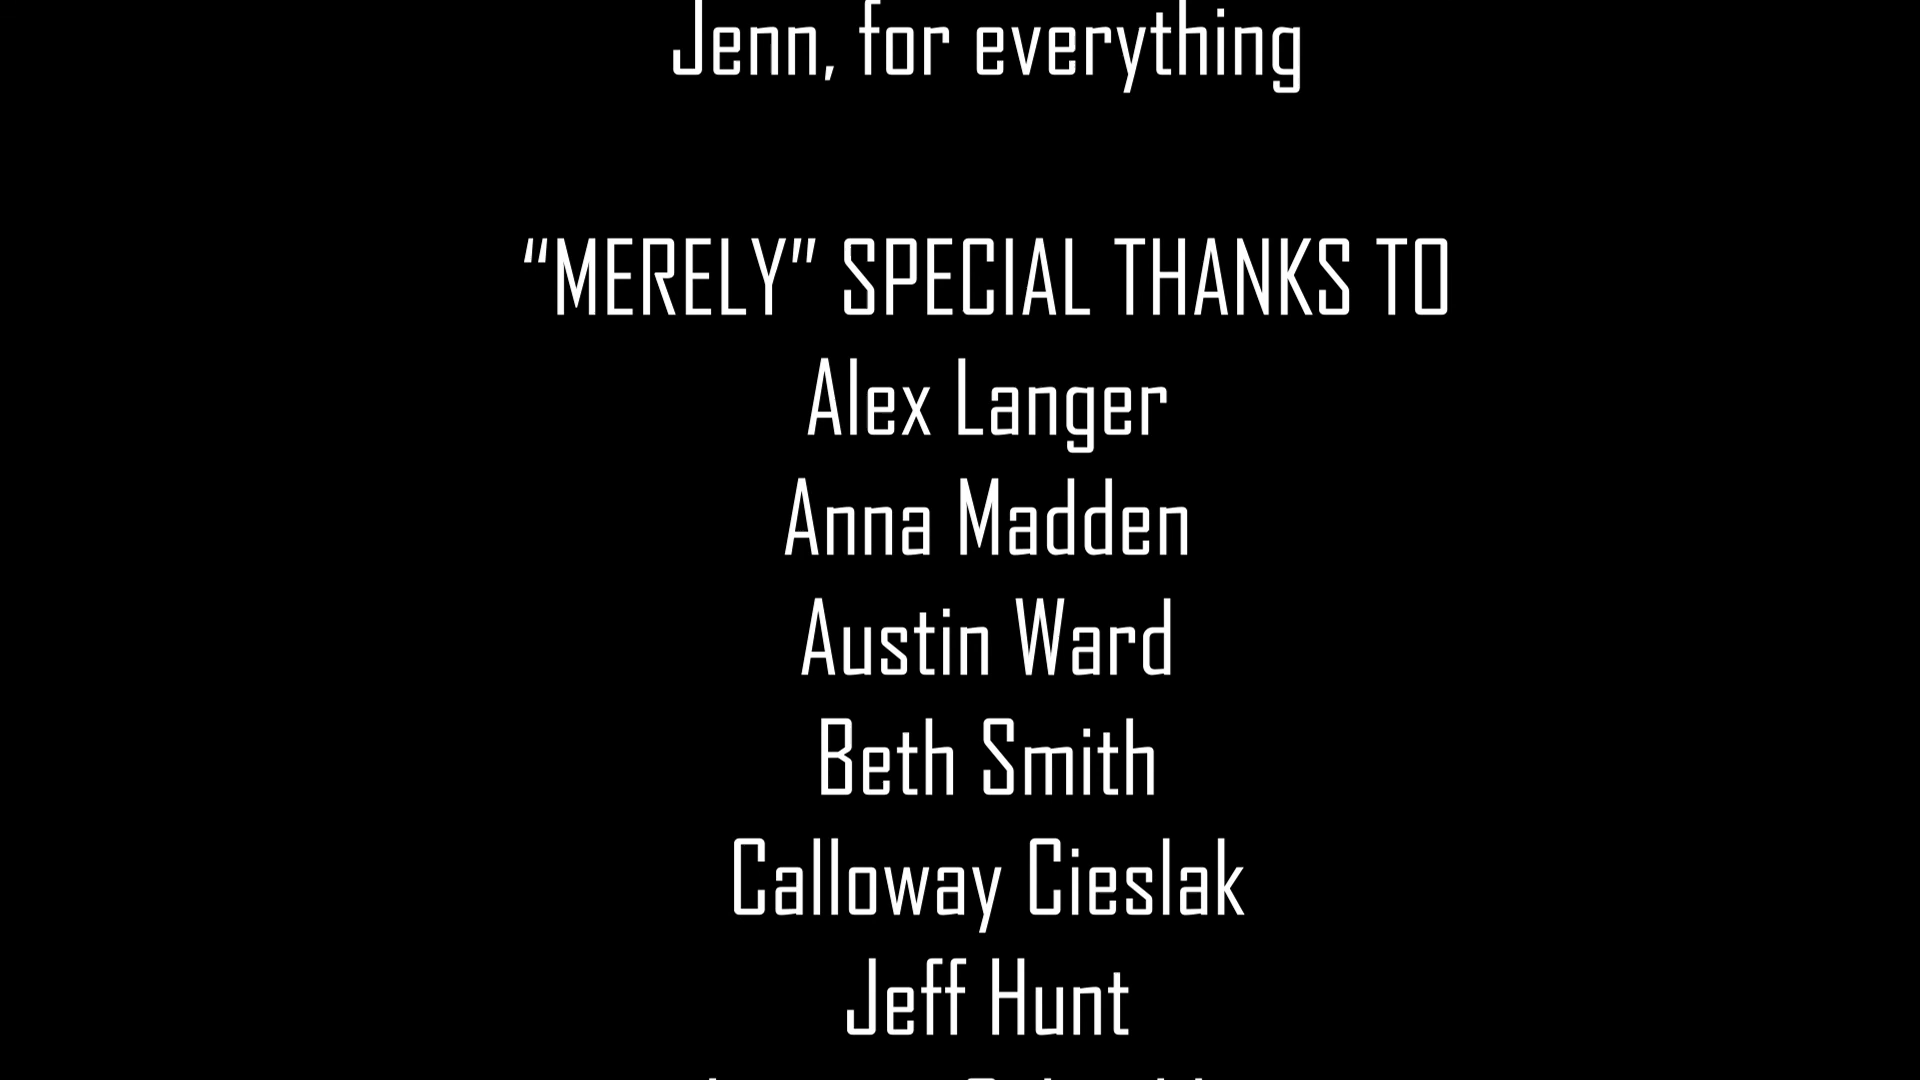 Jenn, for everything
“MERELY” SPECIAL THANKS TO
Alex Langer
Anna Madden
Austin Ward
Beth Smith
Calloway Cieslak
Jeff Hunt